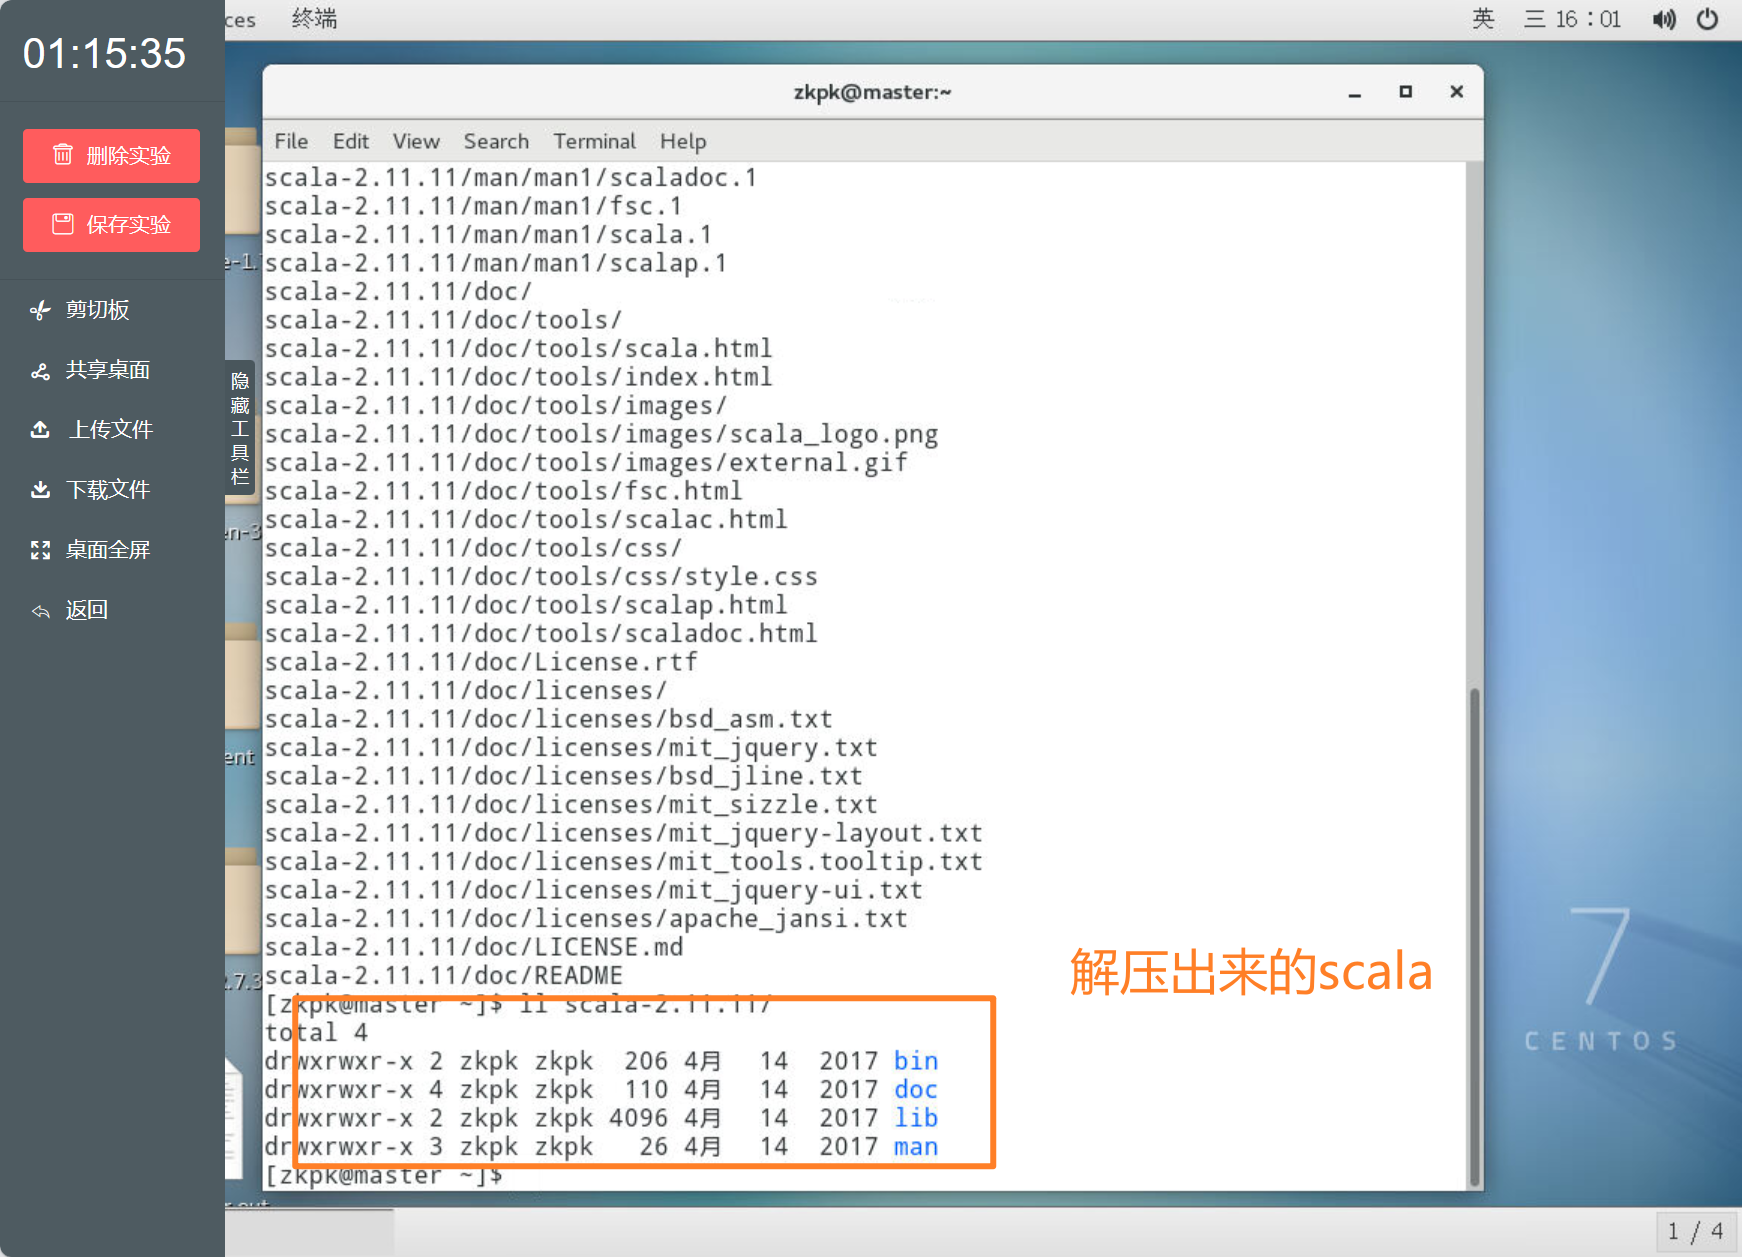 01:15:35
删除实验
保存实验
剪切板
共享桌面
上传文件
下载文件
桌面全屏
返回
隐藏工具栏
ces 终端
英 三 16：01
zkpk@master:~
File Edit View Search Terminal Help
scala-2.11.11/man/man1/scaladoc.1
scala-2.11.11/man/man1/fsc.1
scala-2.11.11/man/man1/scala.1
scala-2.11.11/man/man1/scalap.1
scala-2.11.11/doc/
scala-2.11.11/doc/tools/
scala-2.11.11/doc/tools/scala.html
scala-2.11.11/doc/tools/index.html
scala-2.11.11/doc/tools/images/
scala-2.11.11/doc/tools/images/scala_logo.png
scala-2.11.11/doc/tools/images/external.gif
scala-2.11.11/doc/tools/fsc.html
scala-2.11.11/doc/tools/scalac.html
scala-2.11.11/doc/tools/css/
scala-2.11.11/doc/tools/css/style.css
scala-2.11.11/doc/tools/scalap.html
scala-2.11.11/doc/tools/scaladoc.html
scala-2.11.11/doc/License.rtf
scala-2.11.11/doc/licenses/
scala-2.11.11/doc/licenses/bsd_asm.txt
scala-2.11.11/doc/licenses/mit_jquery.txt
scala-2.11.11/doc/licenses/bsd_jline.txt
scala-2.11.11/doc/licenses/mit_sizzle.txt
scala-2.11.11/doc/licenses/mit_jquery-layout.txt
scala-2.11.11/doc/licenses/mit_tools.tooltip.txt
scala-2.11.11/doc/licenses/mit_jquery-ui.txt
scala-2.11.11/doc/licenses/apache_jansi.txt
scala-2.11.11/doc/LICENSE.md
scala-2.11.11/doc/README
[zkpk@master ~]$ ll scala-2.11.11/
total 4
drwxrwxr-x 2 zkpk zkpk 206 4月 14 2017 bin
drwxrwxr-x 4 zkpk zkpk 110 4月 14 2017 doc
drwxrwxr-x 2 zkpk zkpk 4096 4月 14 2017 lib
drwxrwxr-x 3 zkpk zkpk 26 4月 14 2017 man
[zkpk@master ~]$
解压出来的scala
e-1.
en-3
ent
2.7.3
7
CENTOS
1 / 4